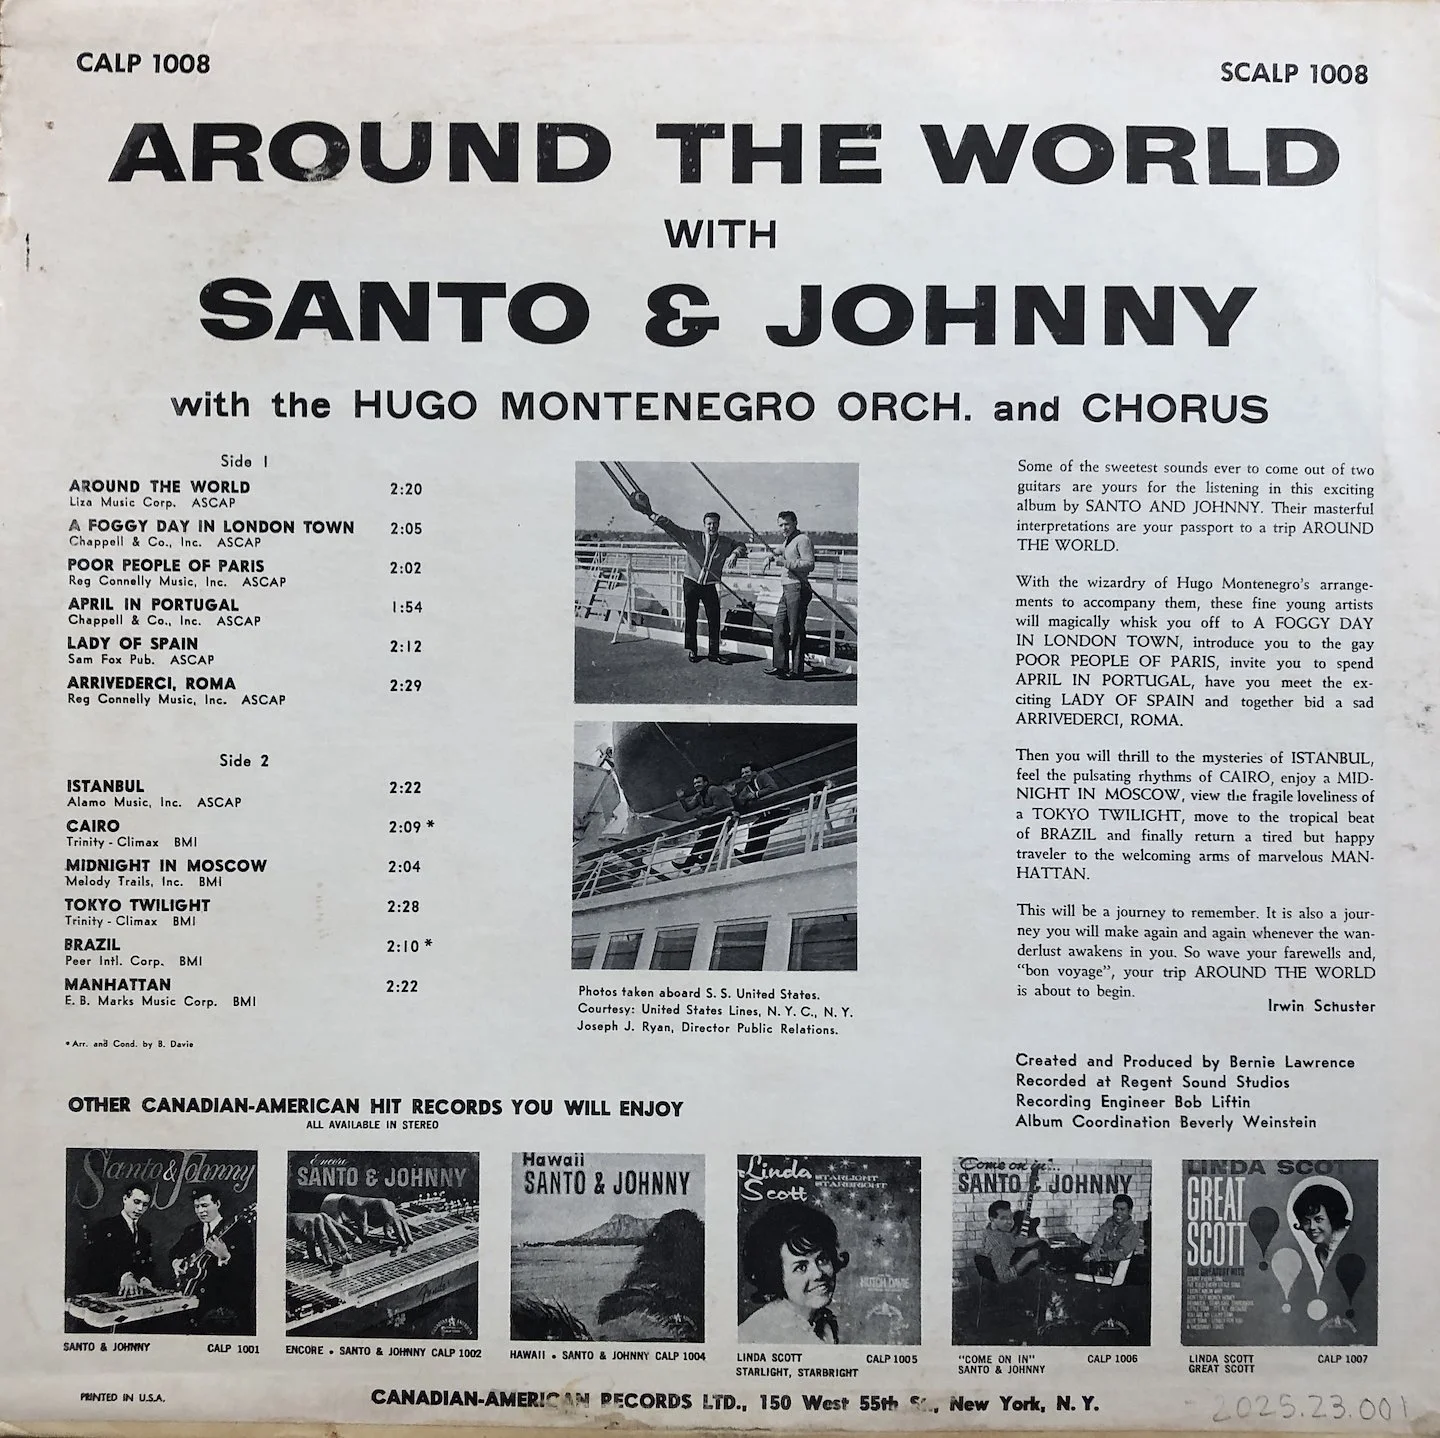 CALP 1008
SCALP 1008
AROUND THE WORLD
WITH
SANTO & JOHNNY
with the HUGO MONTENEGRO ORCH. and CHORUS
Side 1
AROUND THE WORLD 2:20
Liza Music Corp. ASCAP
A FOGGY DAY IN LONDON TOWN 2:05
Chappell & Co., Inc. ASCAP
POOR PEOPLE OF PARIS 2:02
Reg Connelly Music, Inc. ASCAP
APRIL IN PORTUGAL 1:54
Chappell & Co., Inc. ASCAP
LADY OF SPAIN 2:12
Sam Fox Pub. ASCAP
ARRIVEDERCI, ROMA 2:29
Reg Connelly Music, Inc. ASCAP
Side 2
ISTANBUL 2:22
Alamo Music, Inc. ASCAP
CAIRO 2:09 *
Trinity - Climax BMI
MIDNIGHT IN MOSCOW 2:04
Melody Trails, Inc. BMI
TOKYO TWILIGHT 2:28
Trinity - Climax BMI
BRAZIL 2:10 *
Peer Intl. Corp. BMI
MANHATTAN 2:22
E. B. Marks Music Corp. BMI
*Arr. and Cond. by B. Davie
Photos taken aboard S. S. United States.
Courtesy: United States Lines, N. Y. C., N. Y.
Joseph J. Ryan, Director Public Relations.
Some of the sweetest sounds ever to come out of two
guitars are yours for the listening in this exciting
album by SANTO AND JOHNNY. Their masterful
interpretations are your passport to a trip AROUND
THE WORLD.
With the wizardry of Hugo Montenegro's arrange-
ments to accompany them, these fine young artists
will magically whisk you off to A FOGGY DAY
IN LONDON TOWN, introduce you to the gay
POOR PEOPLE OF PARIS, invite you to spend
APRIL IN PORTUGAL, have you meet the ex-
citing LADY OF SPAIN and together bid a sad
ARRIVEDERCI, ROMA.
Then you will thrill to the mysteries of ISTANBUL,
feel the pulsating rhythms of CAIRO, enjoy a MID-
NIGHT IN MOSCOW, view the fragile loveliness of
a TOKYO TWILIGHT, move to the tropical beat
of BRAZIL and finally return a tired but happy
traveler to the welcoming arms of marvelous MAN-
HATTAN.
This will be a journey to remember. It is also a jour-
ney you will make again and again whenever the wan-
derlust awakens in you. So wave your farewells and,
“bon voyage”, your trip AROUND THE WORLD
is about to begin.
Irwin Schuster
Created and Produced by Bernie Lawrence
Recorded at Regent Sound Studios
Recording Engineer Bob Liftin
Album Coordination Beverly Weinstein
OTHER CANADIAN-AMERICAN HIT RECORDS YOU WILL ENJOY
ALL AVAILABLE IN STEREO
Santo & Johnny
Encore
SANTO & JOHNNY
Hawaii
SANTO & JOHNNY
Linda
Scott
STARLIGHT
STARBRIGHT
HUTCH DAVIE
Come on in...
SANTO & JOHNNY
LINDA SCOT
GREAT
SCOTT
HER GREATEST HITS
SANTO & JOHNNY CALP 1001
ENCORE • SANTO & JOHNNY CALP 1002
HAWAII • SANTO & JOHNNY CALP 1004
LINDA SCOTT CALP 1005
STARLIGHT, STARBRIGHT
"COME ON IN" CALP 1006
SANTO & JOHNNY
LINDA SCOTT CALP 1007
GREAT SCOTT
PRINTED IN U.S.A.
CANADIAN-AMERICAN RECORDS LTD., 150 West 55th St., New York, N. Y.
2025.23.001